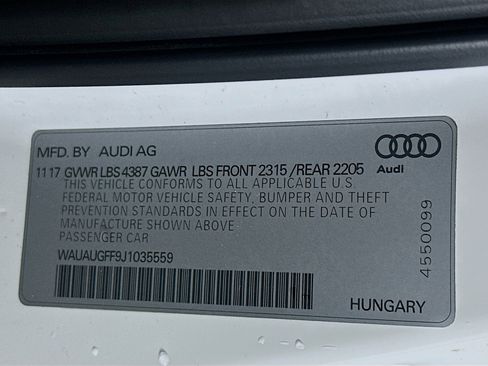 MFD. BY AUDI AG
11 17 GVWR LBS 4387 GAWR LBS FRONT 2315 / REAR 2205
Audi
THIS VEHICLE CONFORMS TO ALL APPLICABLE U.S.
FEDERAL MOTOR VEHICLE SAFETY, BUMPER AND THEFT
PREVENTION STANDARDS IN EFFECT ON THE DATE OF
MANUFACTURE SHOWN ABOVE.
PASSENGER CAR
WAUAUGFF9J1035559
HUNGARY
4550099